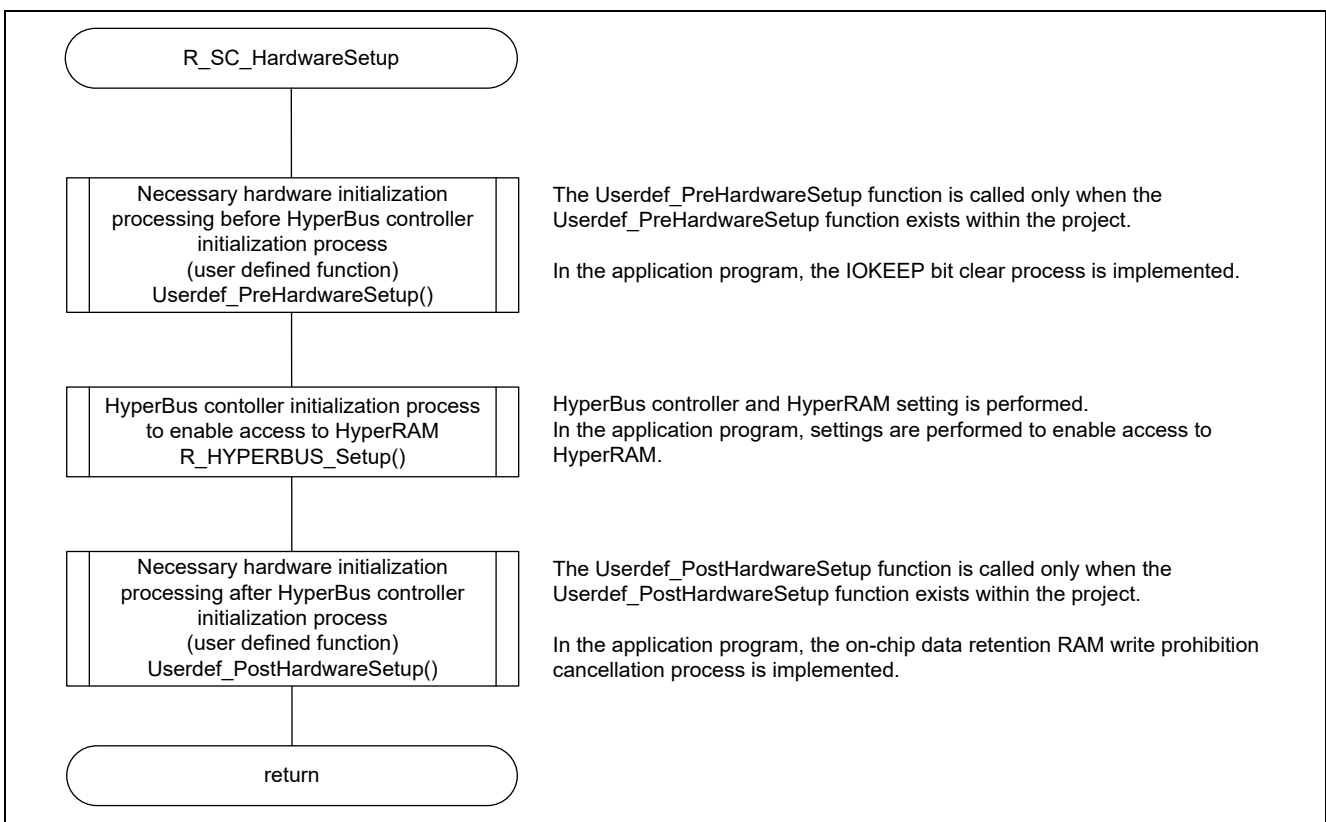 R_SC_HardwareSetup
Necessary hardware initialization
processing before HyperBus controller
initialization process
(user defined function)
Userdef_PreHardwareSetup()
The Userdef_PreHardwareSetup function is called only when the
Userdef_PreHardwareSetup function exists within the project.
In the application program, the IOKEEP bit clear process is implemented.
HyperBus contoller initialization process
to enable access to HyperRAM
R_HYPERBUS_Setup()
HyperBus controller and HyperRAM setting is performed.
In the application program, settings are performed to enable access to
HyperRAM.
Necessary hardware initialization
processing after HyperBus controller
initialization process
(user defined function)
Userdef_PostHardwareSetup()
The Userdef_PostHardwareSetup function is called only when the
Userdef_PostHardwareSetup function exists within the project.
In the application program, the on-chip data retention RAM write prohibition
cancellation process is implemented.
return